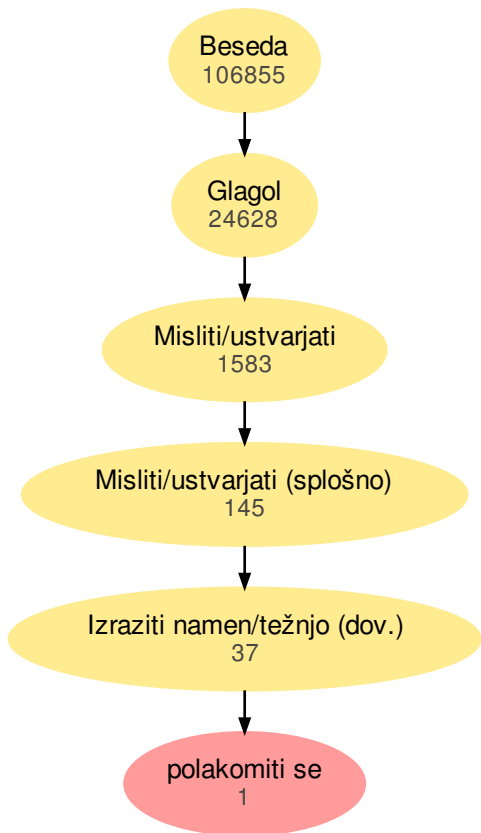 Beseda
106855
Glagol
24628
Misliti/ustvarjati
1583
Misliti/ustvarjati (splošno)
145
Izraziti namen/težnjo (dov.)
37
polakomiti se
1